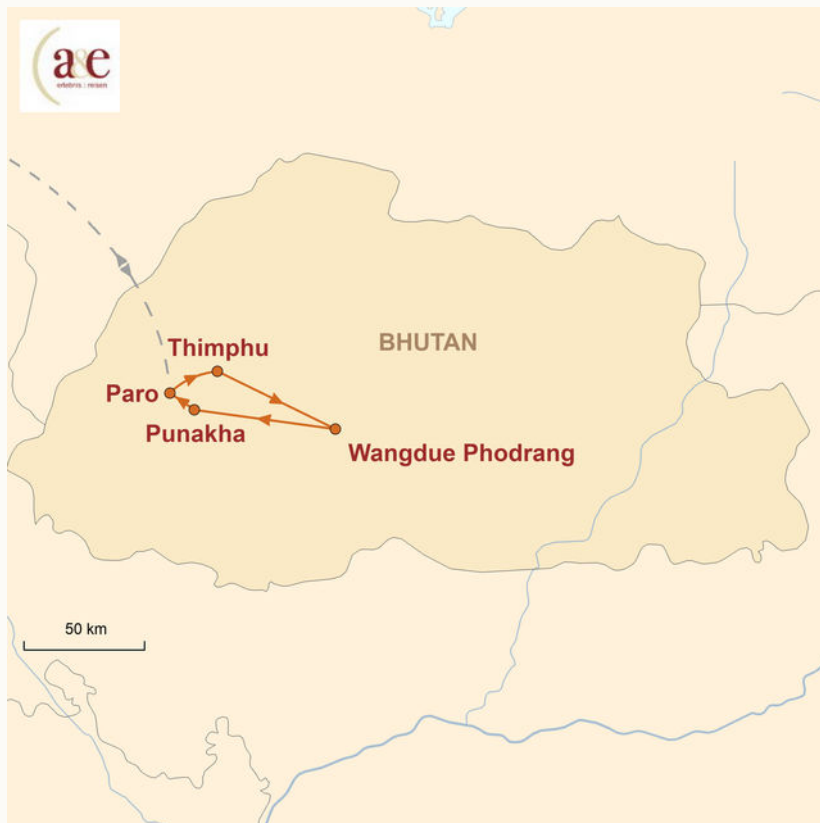 a&e
erlebnis : reisen
Thimphu
BHUTAN
Paro
Punakha
Wangdue Phodrang
50 km